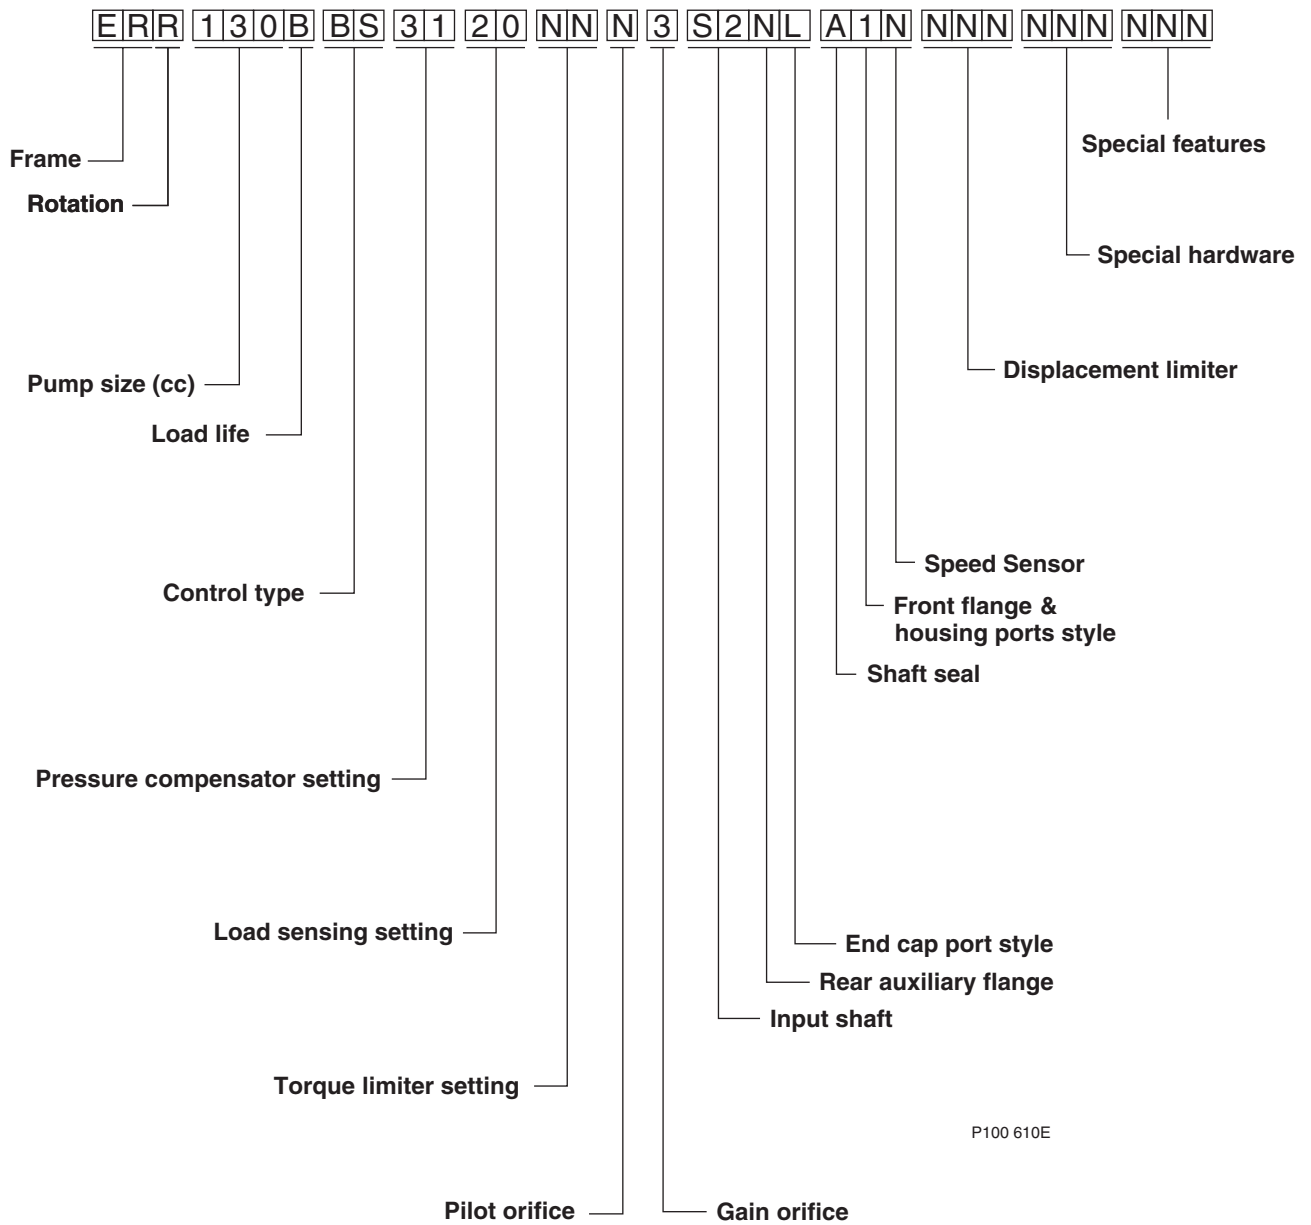 ERR 130B BS 31 20 NN N 3 S2NL A1N NNN NNN NNN
Special features
Frame
Rotation
Special hardware
Displacement limiter
Pump size (cc)
Load life
Speed Sensor
Control type
Front flange &
housing ports style
Shaft seal
Pressure compensator setting
Load sensing setting
End cap port style
Rear auxiliary flange
Input shaft
Torque limiter setting
P100 610E
Pilot orifice
Gain orifice